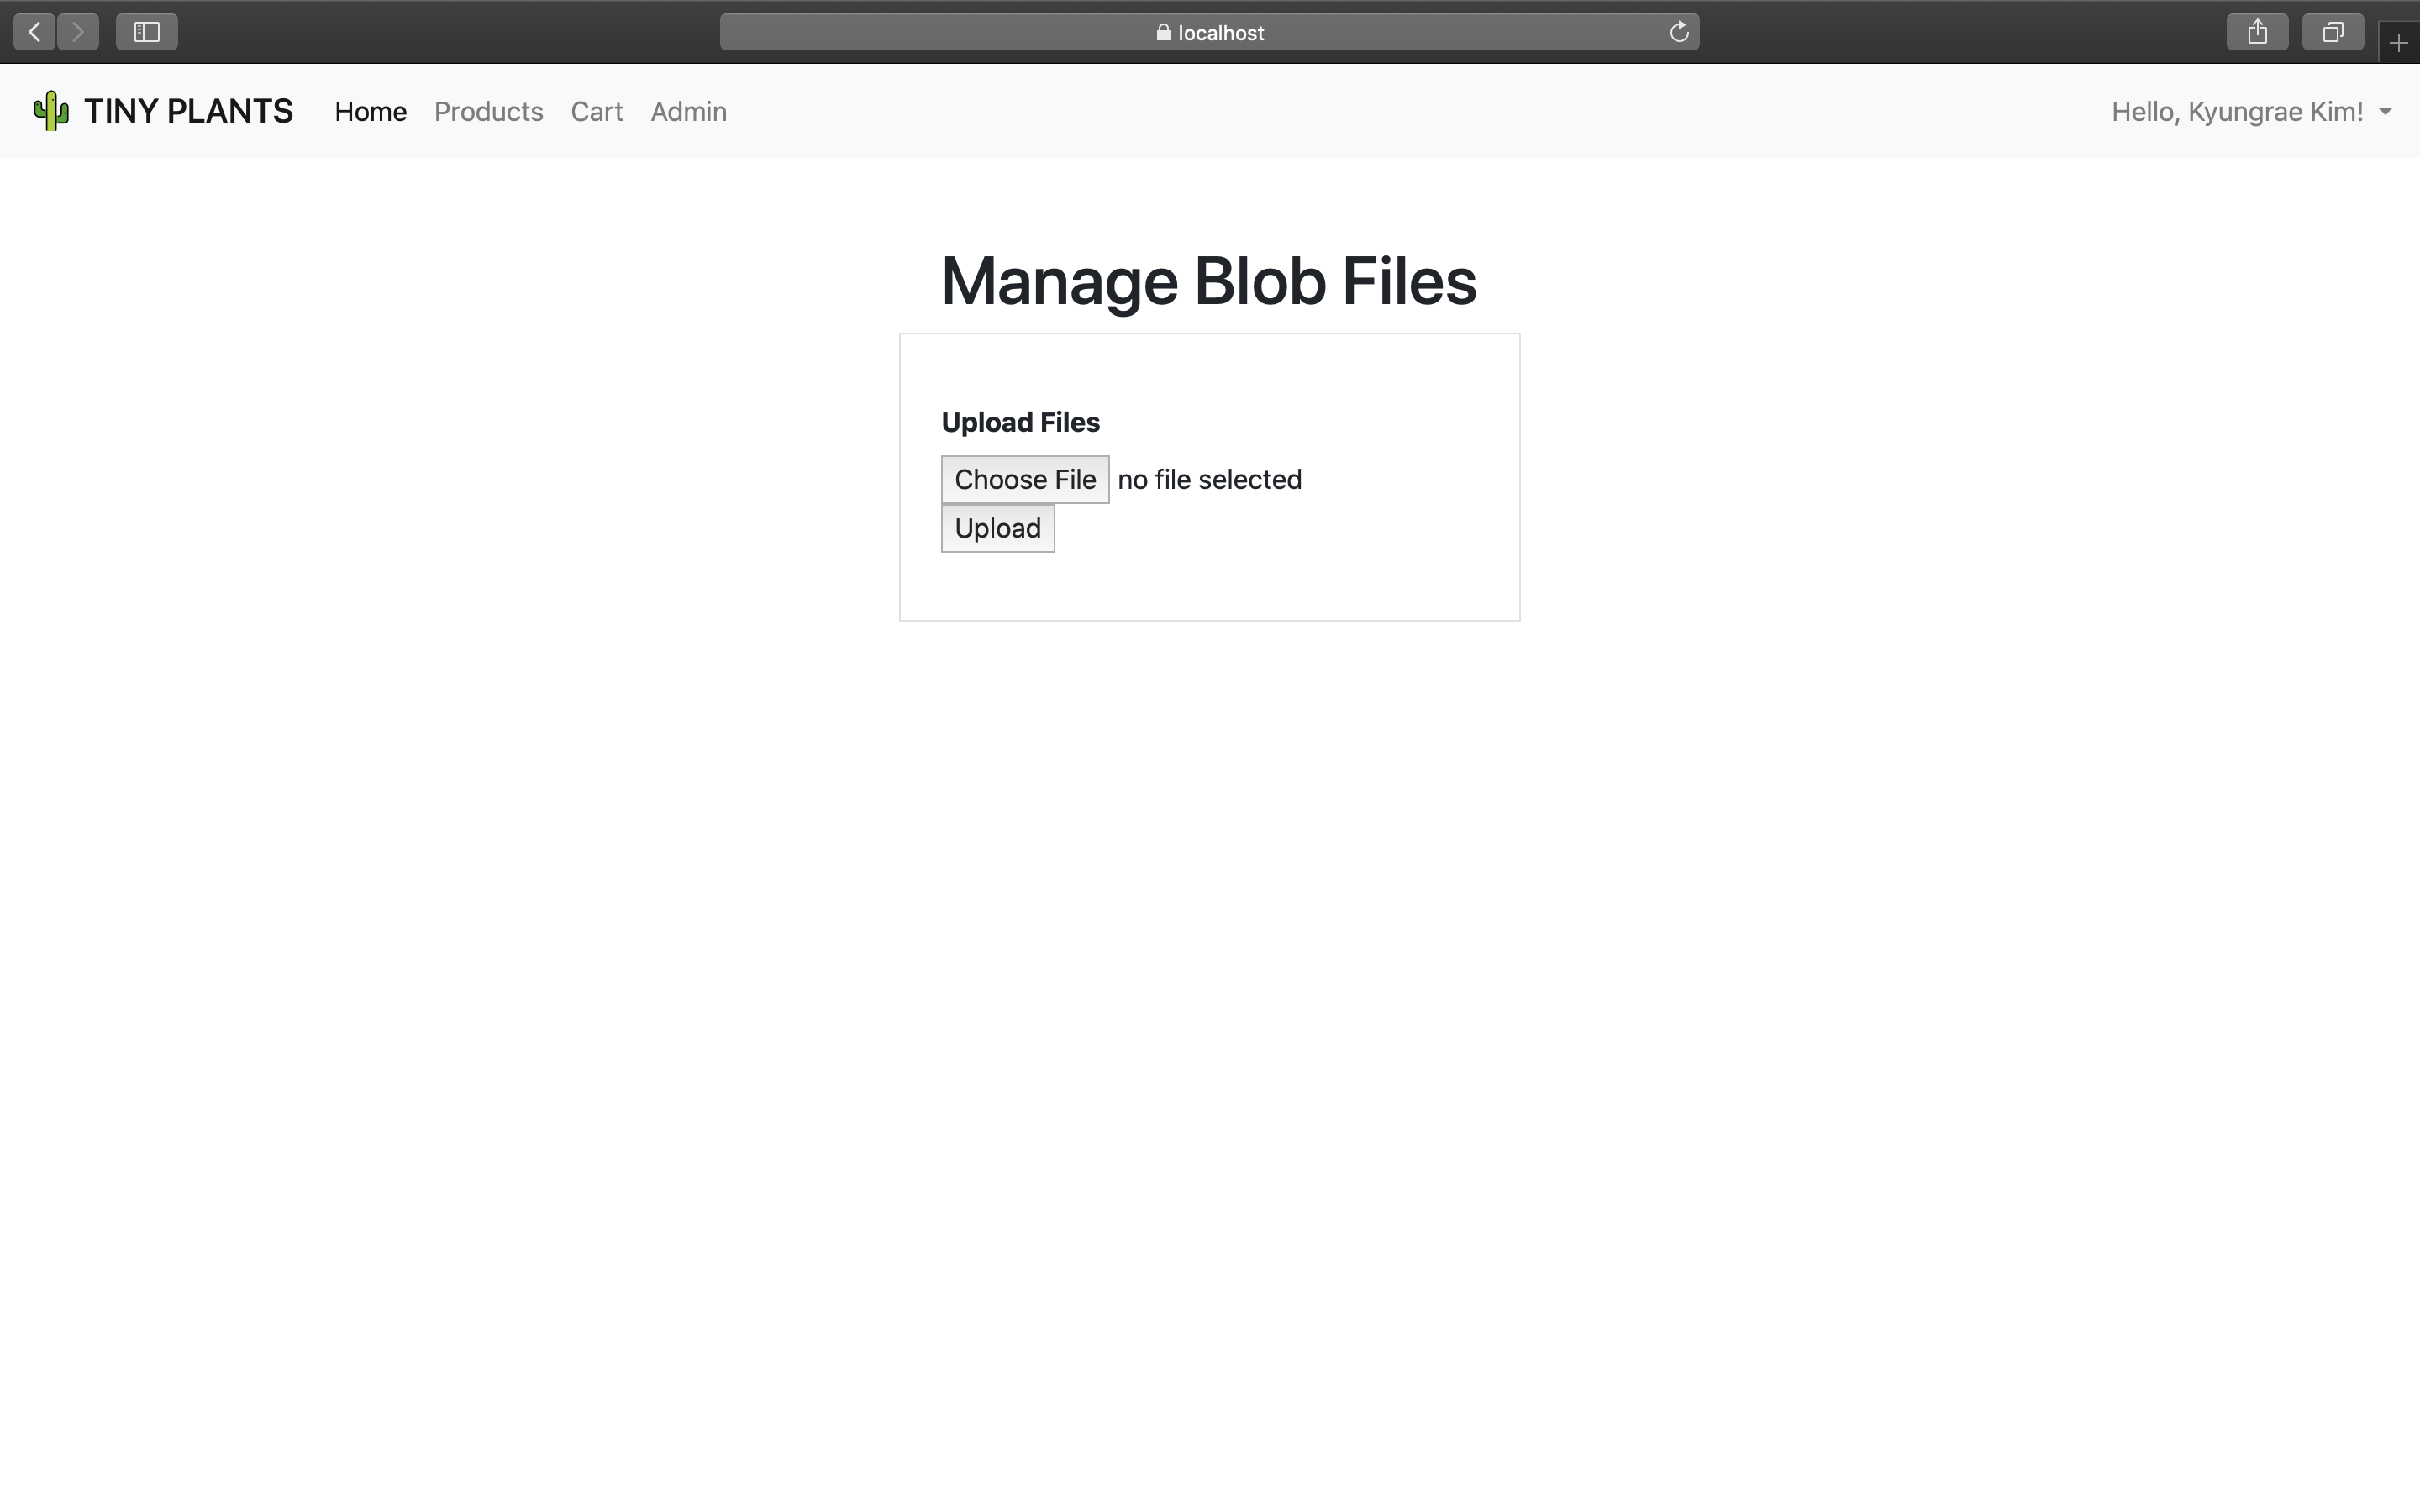 localhost
TINY PLANTS Home Products Cart Admin Hello, Kyungrae Kim!
Manage Blob Files
Upload Files
Choose File no file selected
Upload